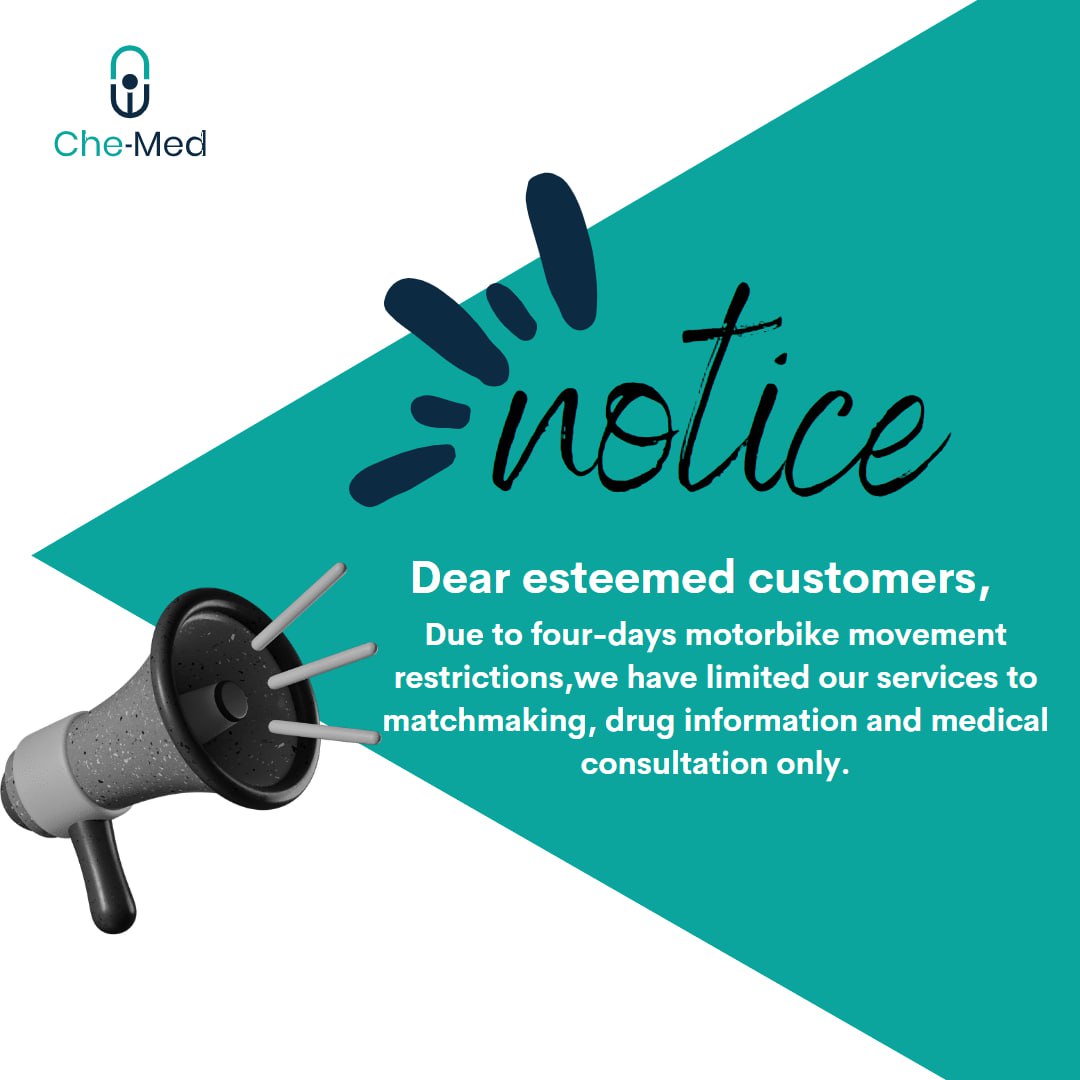 Che-Med
notice
Dear esteemed customers,
Due to four-days motorbike movement
restrictions,we have limited our services to
matchmaking, drug information and medical
consultation only.